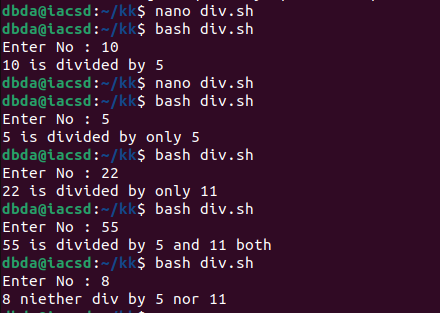 dbda@iacsd:~/kk$ nano div.sh
dbda@iacsd:~/kk$ bash div.sh
Enter No : 10
10 is divided by 5
dbda@iacsd:~/kk$ nano div.sh
dbda@iacsd:~/kk$ bash div.sh
Enter No : 5
5 is divided by only 5
dbda@iacsd:~/kk$ bash div.sh
Enter No : 22
22 is divided by only 11
dbda@iacsd:~/kk$ bash div.sh
Enter No : 55
55 is divided by 5 and 11 both
dbda@iacsd:~/kk$ bash div.sh
Enter No : 8
8 niether div by 5 nor 11